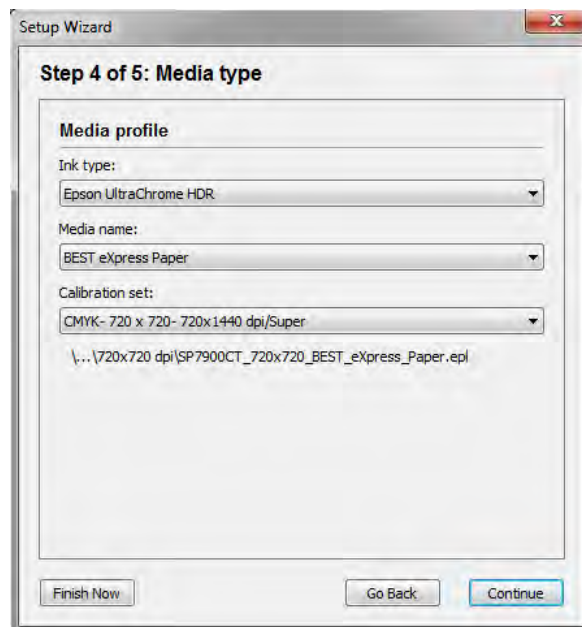 Setup Wizard
Step 4 of 5: Media type
Media profile
Ink type:
Epson UltraChrome HDR
Media name:
BEST eXpress Paper
Calibration set:
CMYK- 720 x 720- 720x1440 dpi/Super
\...\720x720 dpi\SP7900CT_720x720_BEST_eXpress_Paper.epl
Finish Now Go Back Continue